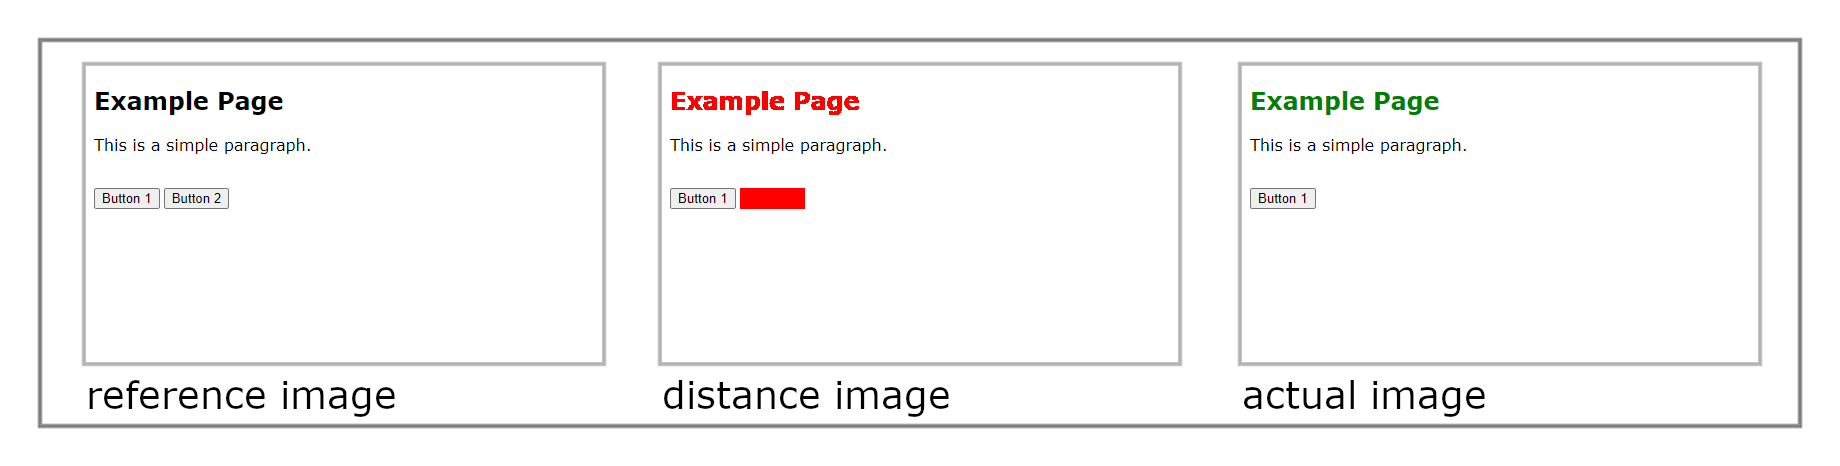 Example Page
This is a simple paragraph.
Button 1 Button 2
reference image
Example Page
This is a simple paragraph.
Button 1
distance image
Example Page
This is a simple paragraph.
Button 1
actual image